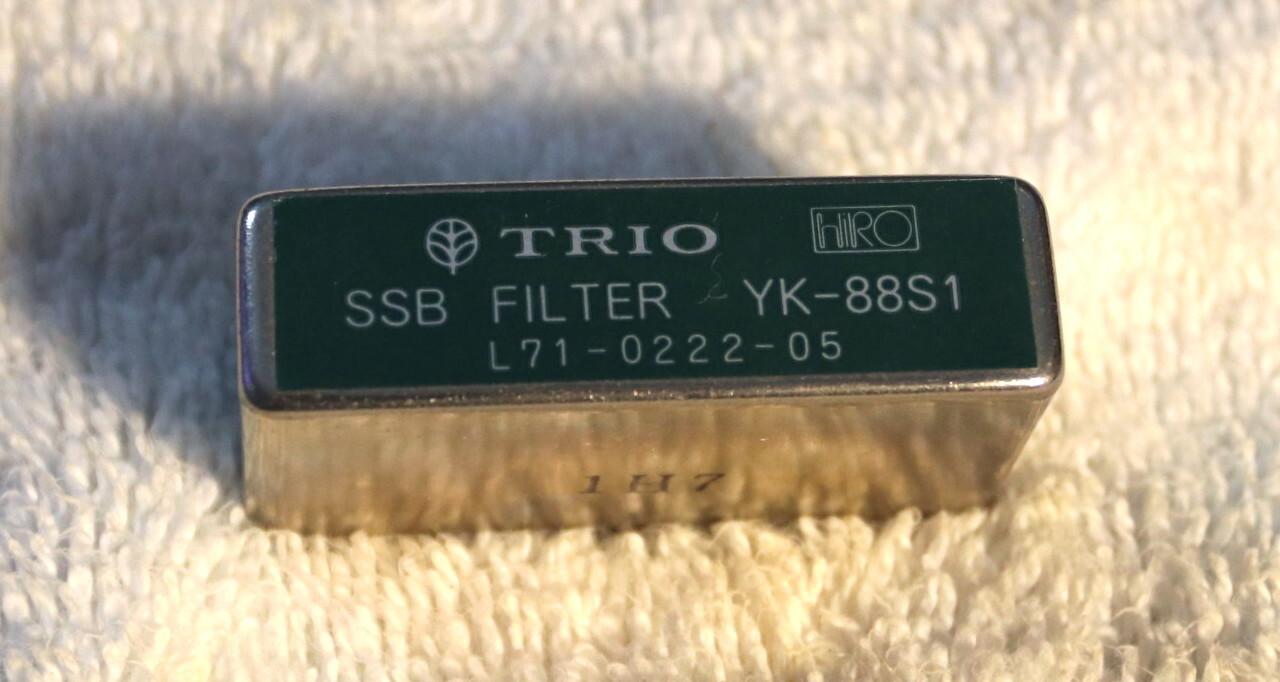 TRIO HIRO
SSB FILTER YK-88S1
L71-0222-05
1H7